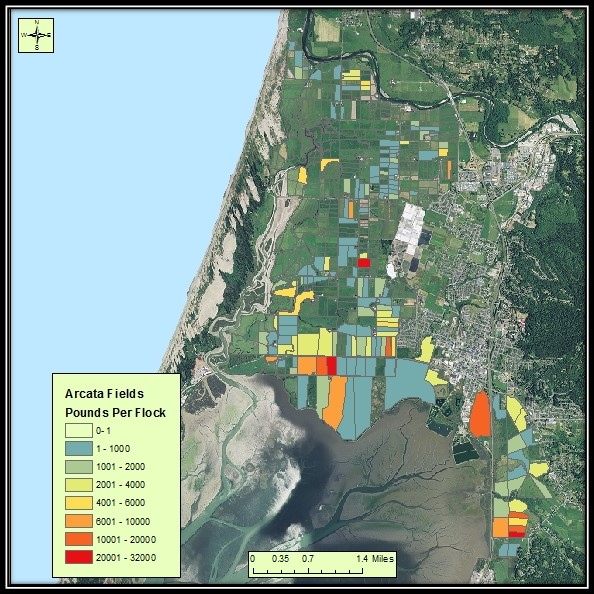 N
W E
S
Arcata Fields
Pounds Per Flock
0- 1
1 - 1000
1001 - 2000
2001 - 4000
4001 - 6000
6001 - 10000
10001 - 20000
20001 - 32000
0 0.35 0.7 1.4 Miles